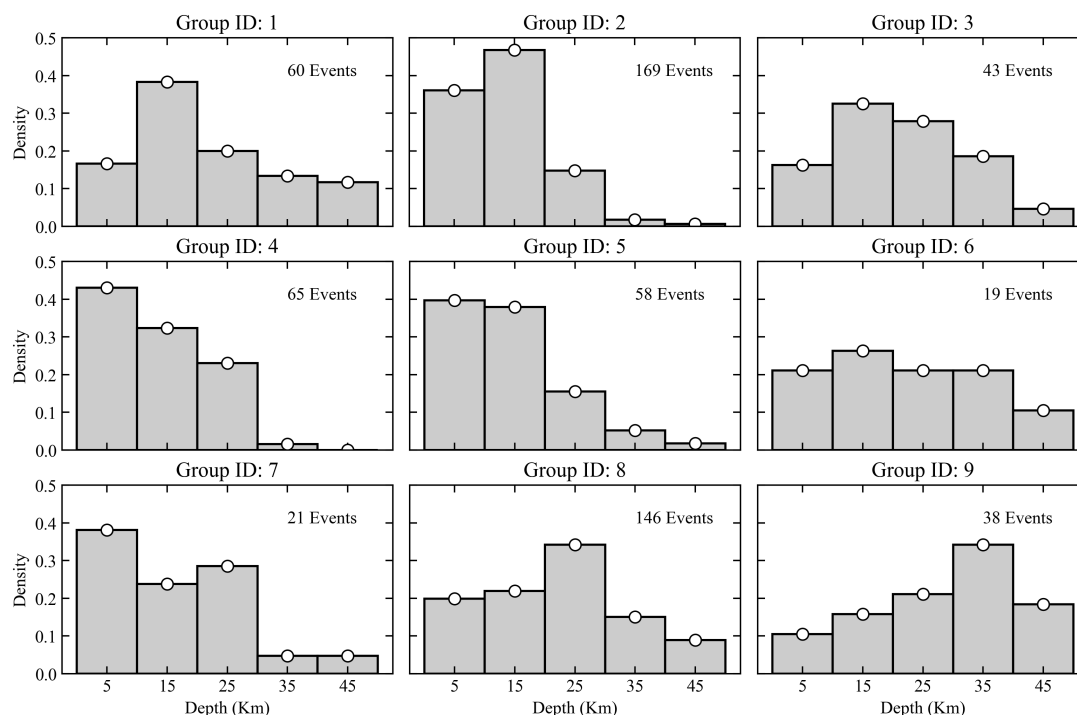 Group ID: 1
Group ID: 2
Group ID: 3
0.5
0.4
0.3
0.2
0.1
0.0
Density
60 Events
169 Events
43 Events
Group ID: 4
Group ID: 5
Group ID: 6
0.5
0.4
0.3
0.2
0.1
0.0
Density
65 Events
58 Events
19 Events
Group ID: 7
Group ID: 8
Group ID: 9
0.5
0.4
0.3
0.2
0.1
0.0
Density
21 Events
146 Events
38 Events
5 15 25 35 45
5 15 25 35 45
5 15 25 35 45
Depth (Km)
Depth (Km)
Depth (Km)